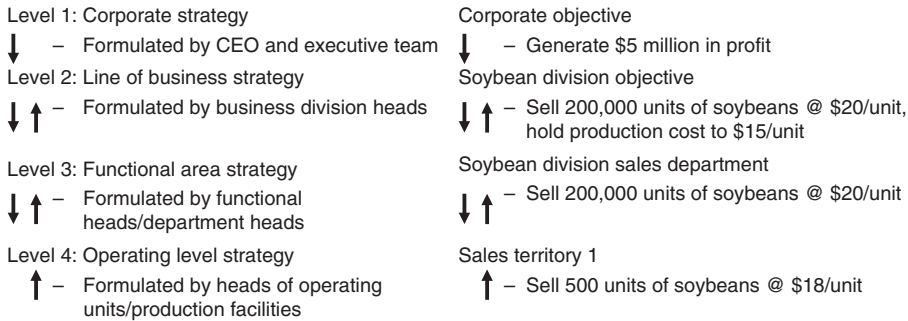 Level 1: Corporate strategy
– Formulated by CEO and executive team
Level 2: Line of business strategy
– Formulated by business division heads
Level 3: Functional area strategy
– Formulated by functional
heads/department heads
Level 4: Operating level strategy
– Formulated by heads of operating
units/production facilities
Corporate objective
– Generate $5 million in profit
Soybean division objective
– Sell 200,000 units of soybeans @ $20/unit,
hold production cost to $15/unit
Soybean division sales department
– Sell 200,000 units of soybeans @ $20/unit
Sales territory 1
– Sell 500 units of soybeans @ $18/unit